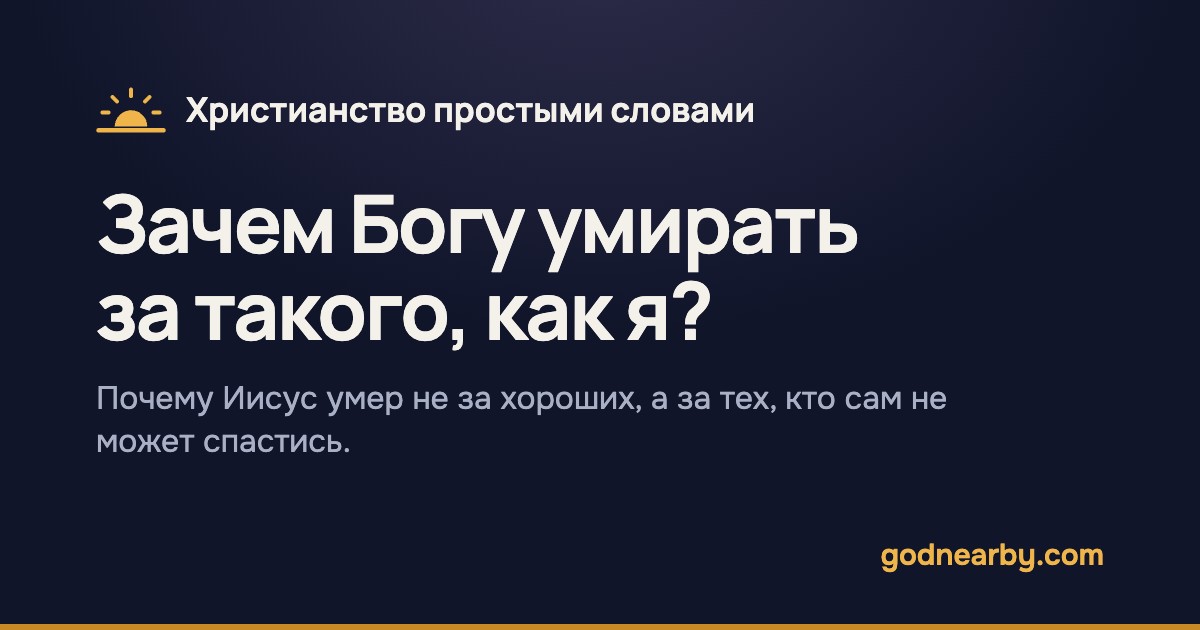 Христианство простыми словами
Зачем Богу умирать
за такого, как я?
Почему Иисус умер не за хороших, а за тех, кто сам не
может спастись.
godnearby.com